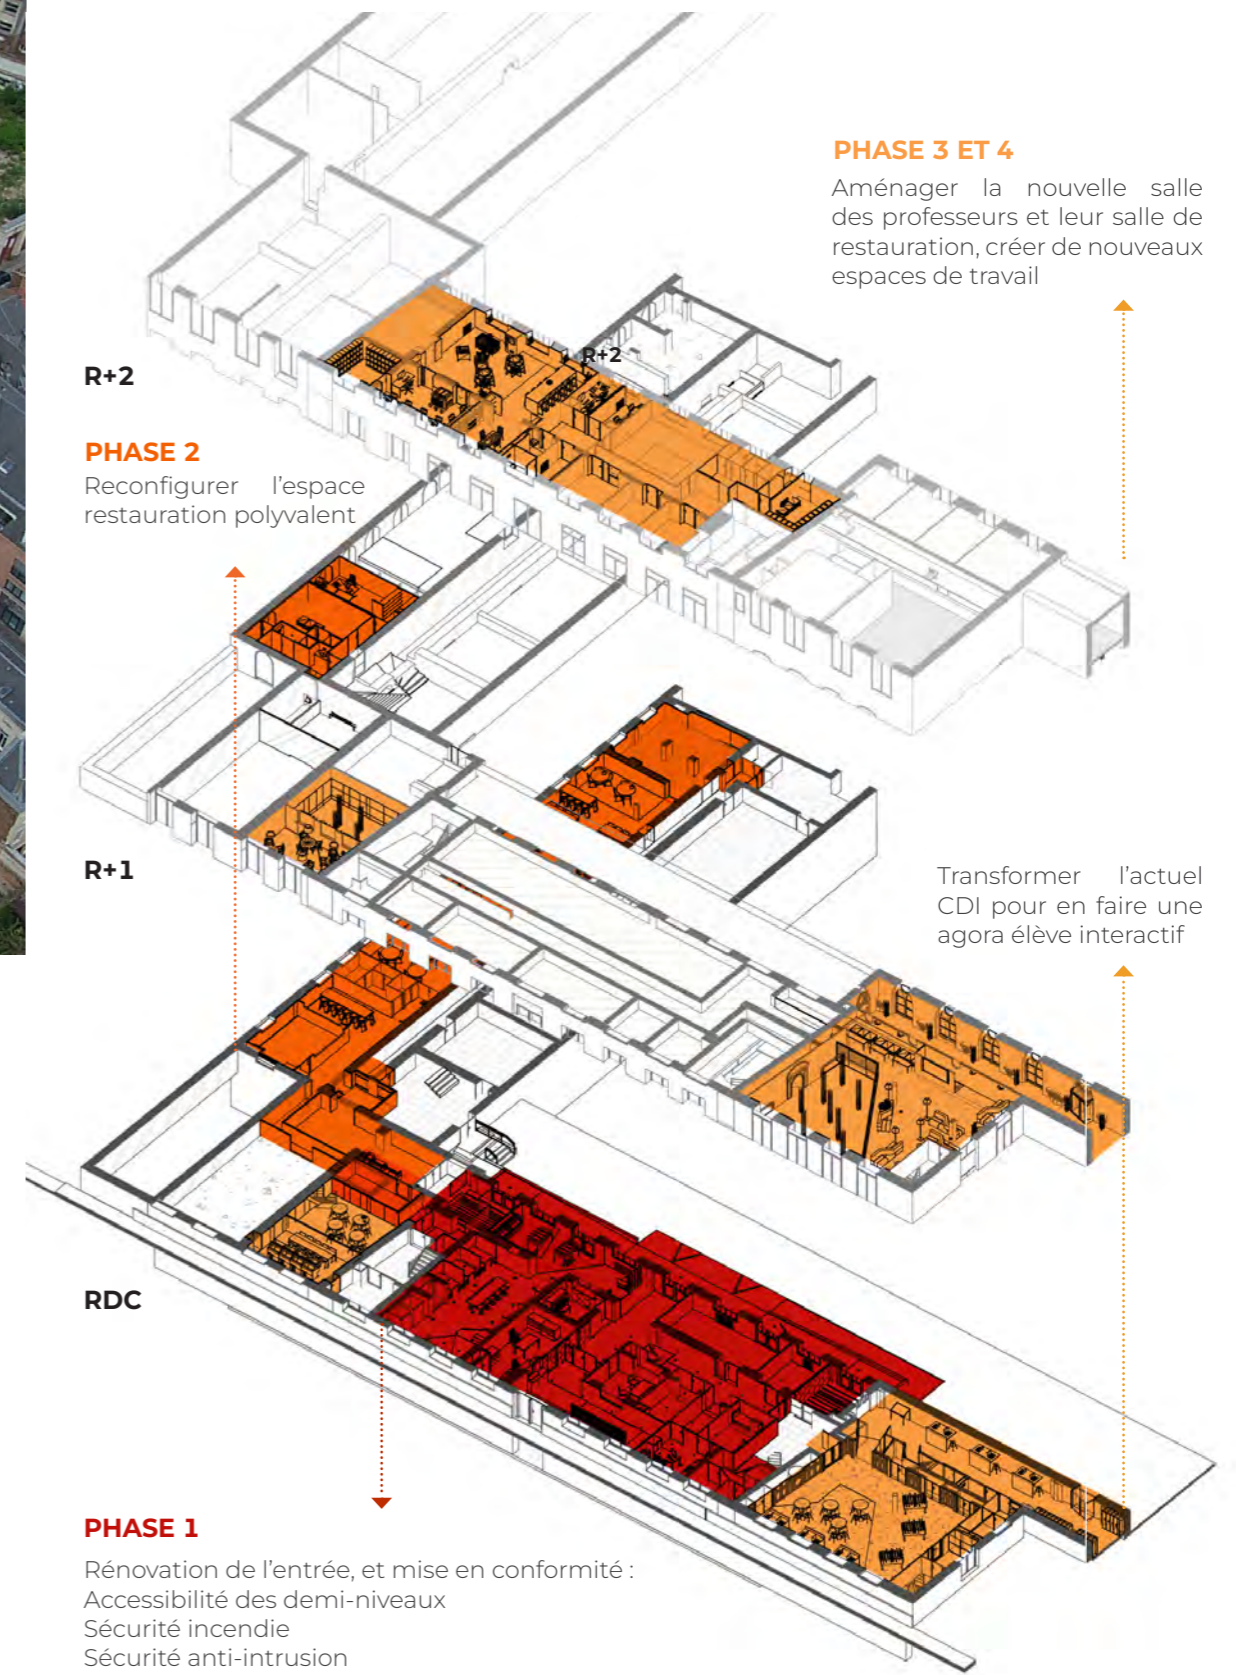 PHASE 3 ET 4
Aménager la nouvelle salle
des professeurs et leur salle de
restauration, créer de nouveaux
espaces de travail
R+2
R+2
PHASE 2
Reconfigurer l'espace
restauration polyvalent
R+1
Transformer l'actuel
CDI pour en faire une
agora élève interactif
RDC
PHASE 1
Rénovation de l'entrée, et mise en conformité :
Accessibilité des demi-niveaux
Sécurité incendie
Sécurité anti-intrusion